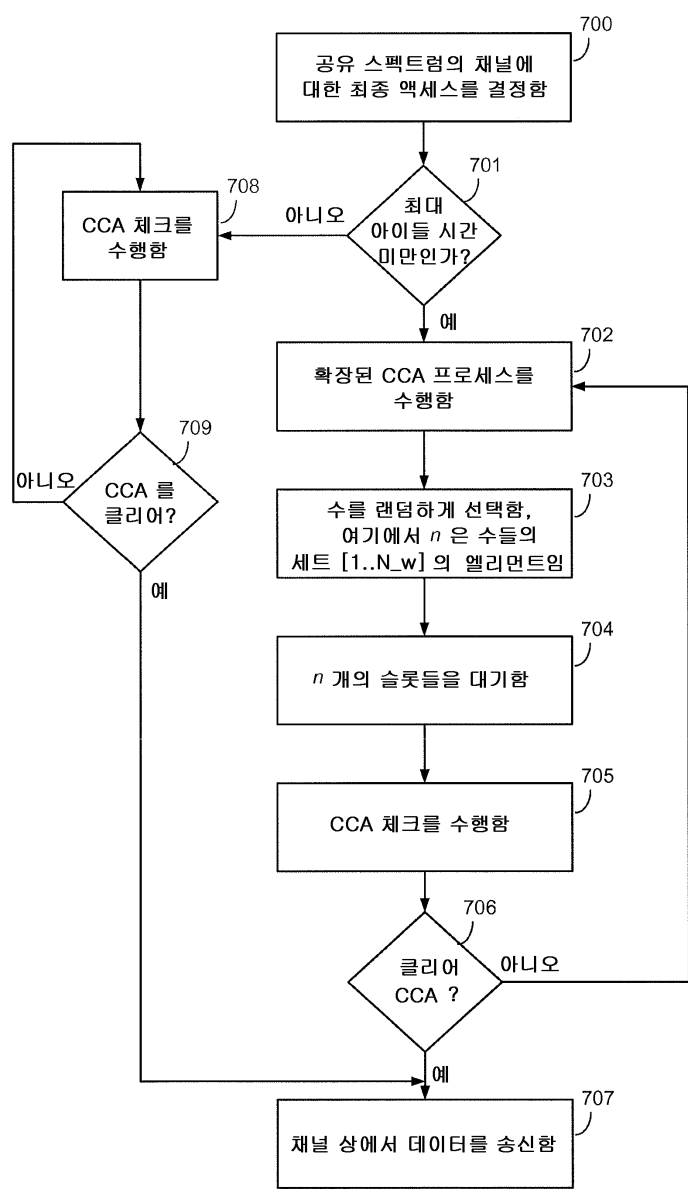 700
공유 스펙트럼의 채널에
대한 최종 액세스를 결정함
701
최대
아이들 시간
미만인가?
아니오
예
708
CCA 체크를
수행함
702
확장된 CCA 프로세스를
수행함
709
CCA 를
클리어?
아니오
예
703
수를 랜덤하게 선택함,
여기에서 n 은 수들의
세트 [1..N_w] 의 엘리먼트임
704
n 개의 슬롯들을 대기함
705
CCA 체크를 수행함
706
클리어
CCA ?
아니오
예
707
채널 상에서 데이터를 송신함